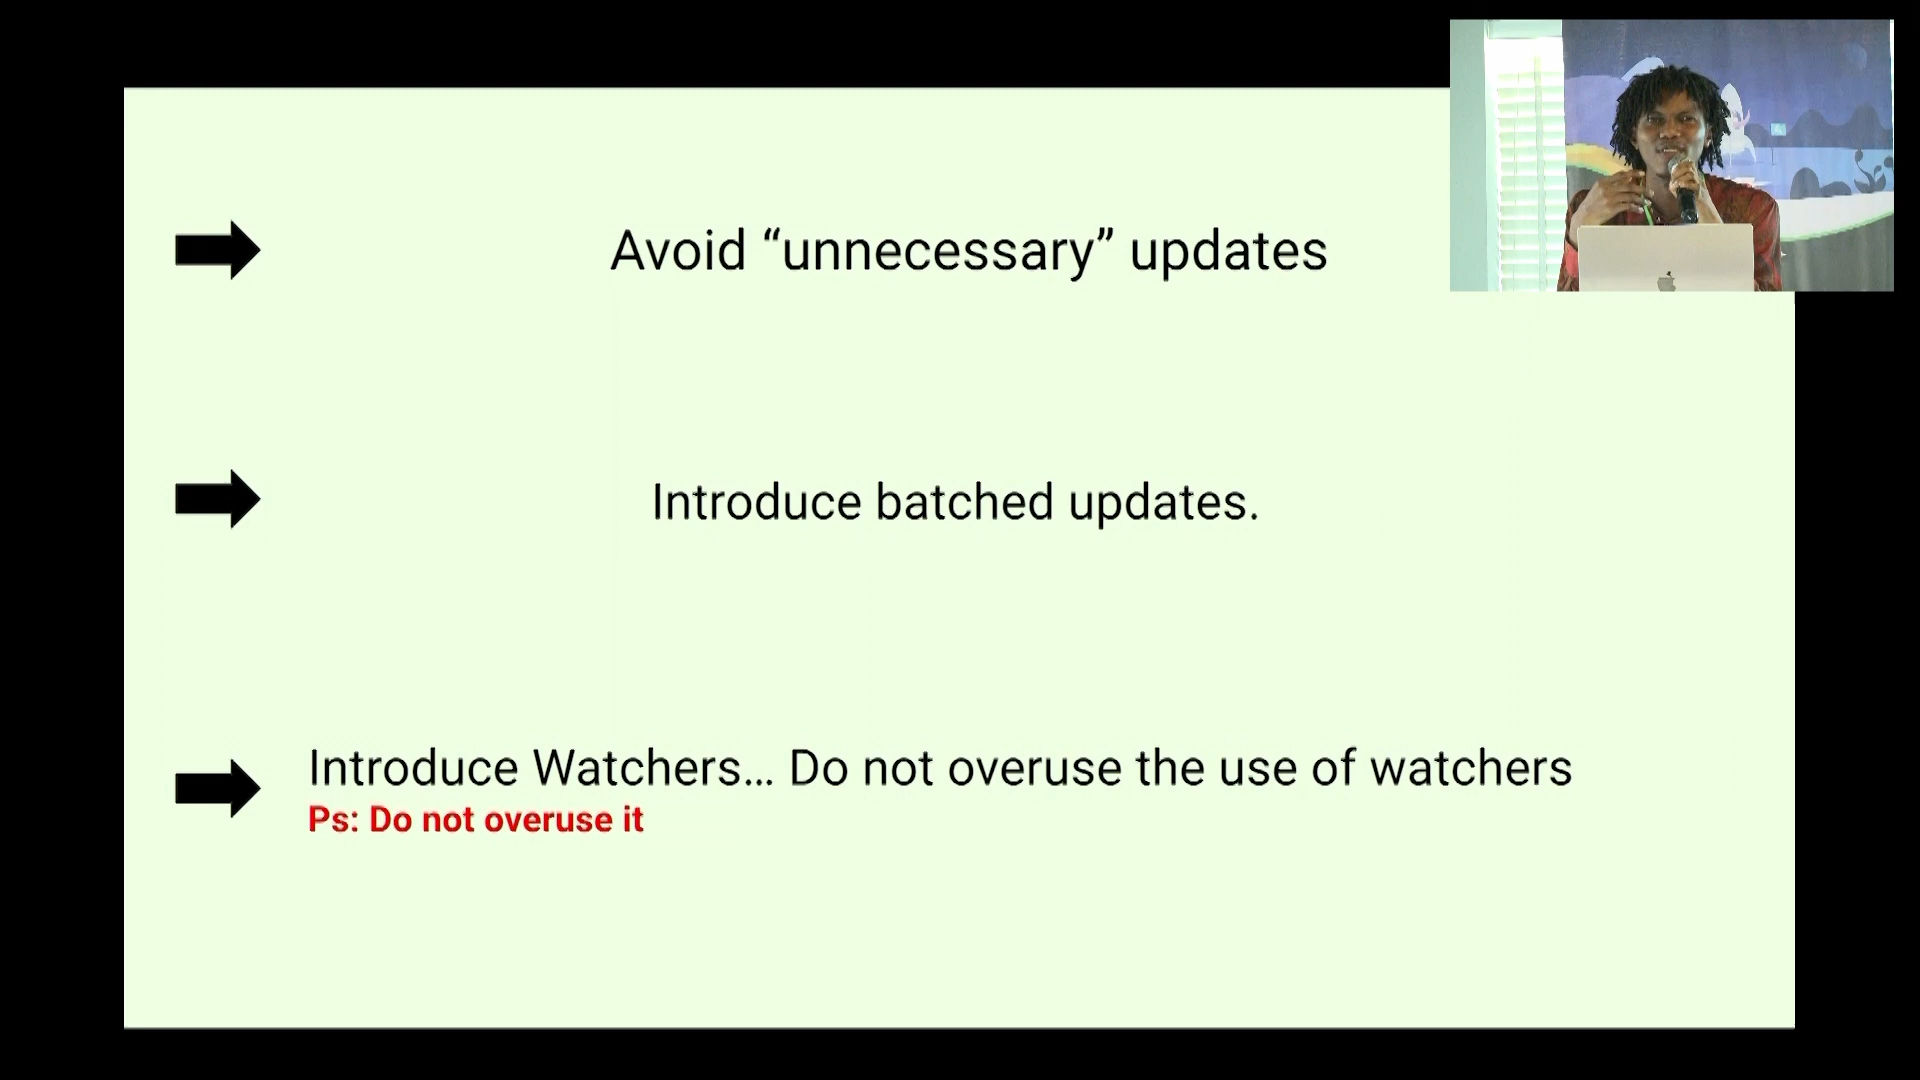 Avoid “unnecessary” updates
Introduce batched updates.
Introduce Watchers... Do not overuse the use of watchers
Ps: Do not overuse it